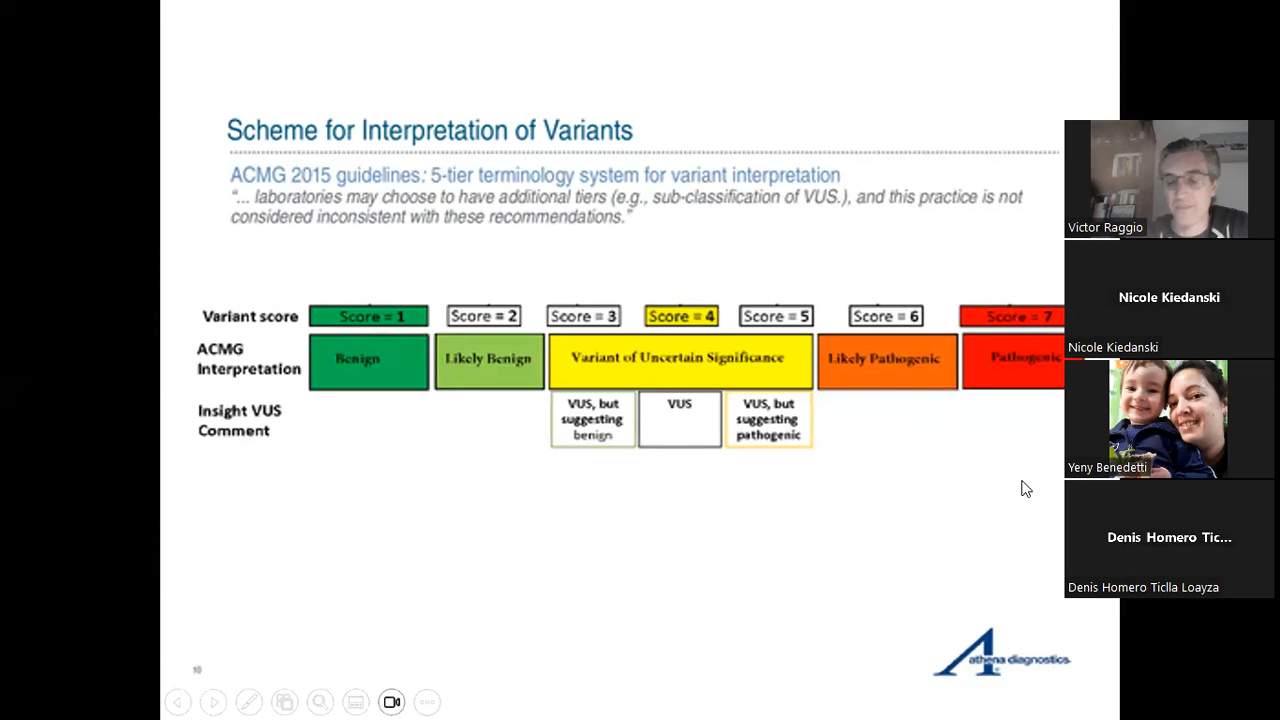 Scheme for Interpretation of Variants
ACMG 2015 guidelines: 5-tier terminology system for variant interpretation
“... laboratories may choose to have additional tiers (e.g., sub-classification of VUS.), and this practice is not
considered inconsistent with these recommendations.”
Variant score
Score = 1
Score = 2
Score = 3
Score = 4
Score = 5
Score = 6
Score = 7
ACMG
Interpretation
Benign
Likely Benign
Variant of Uncertain Significance
Likely Pathogenic
Pathogenic
Insight VUS
Comment
VUS, but
suggesting
benign
VUS
VUS, but
suggesting
pathogenic
10
athena diagnostics
Victor Raggio
Nicole Kiedanski
Nicole Kiedanski
Yeny Benedetti
Denis Homero Tic...
Denis Homero Ticlla Loayza